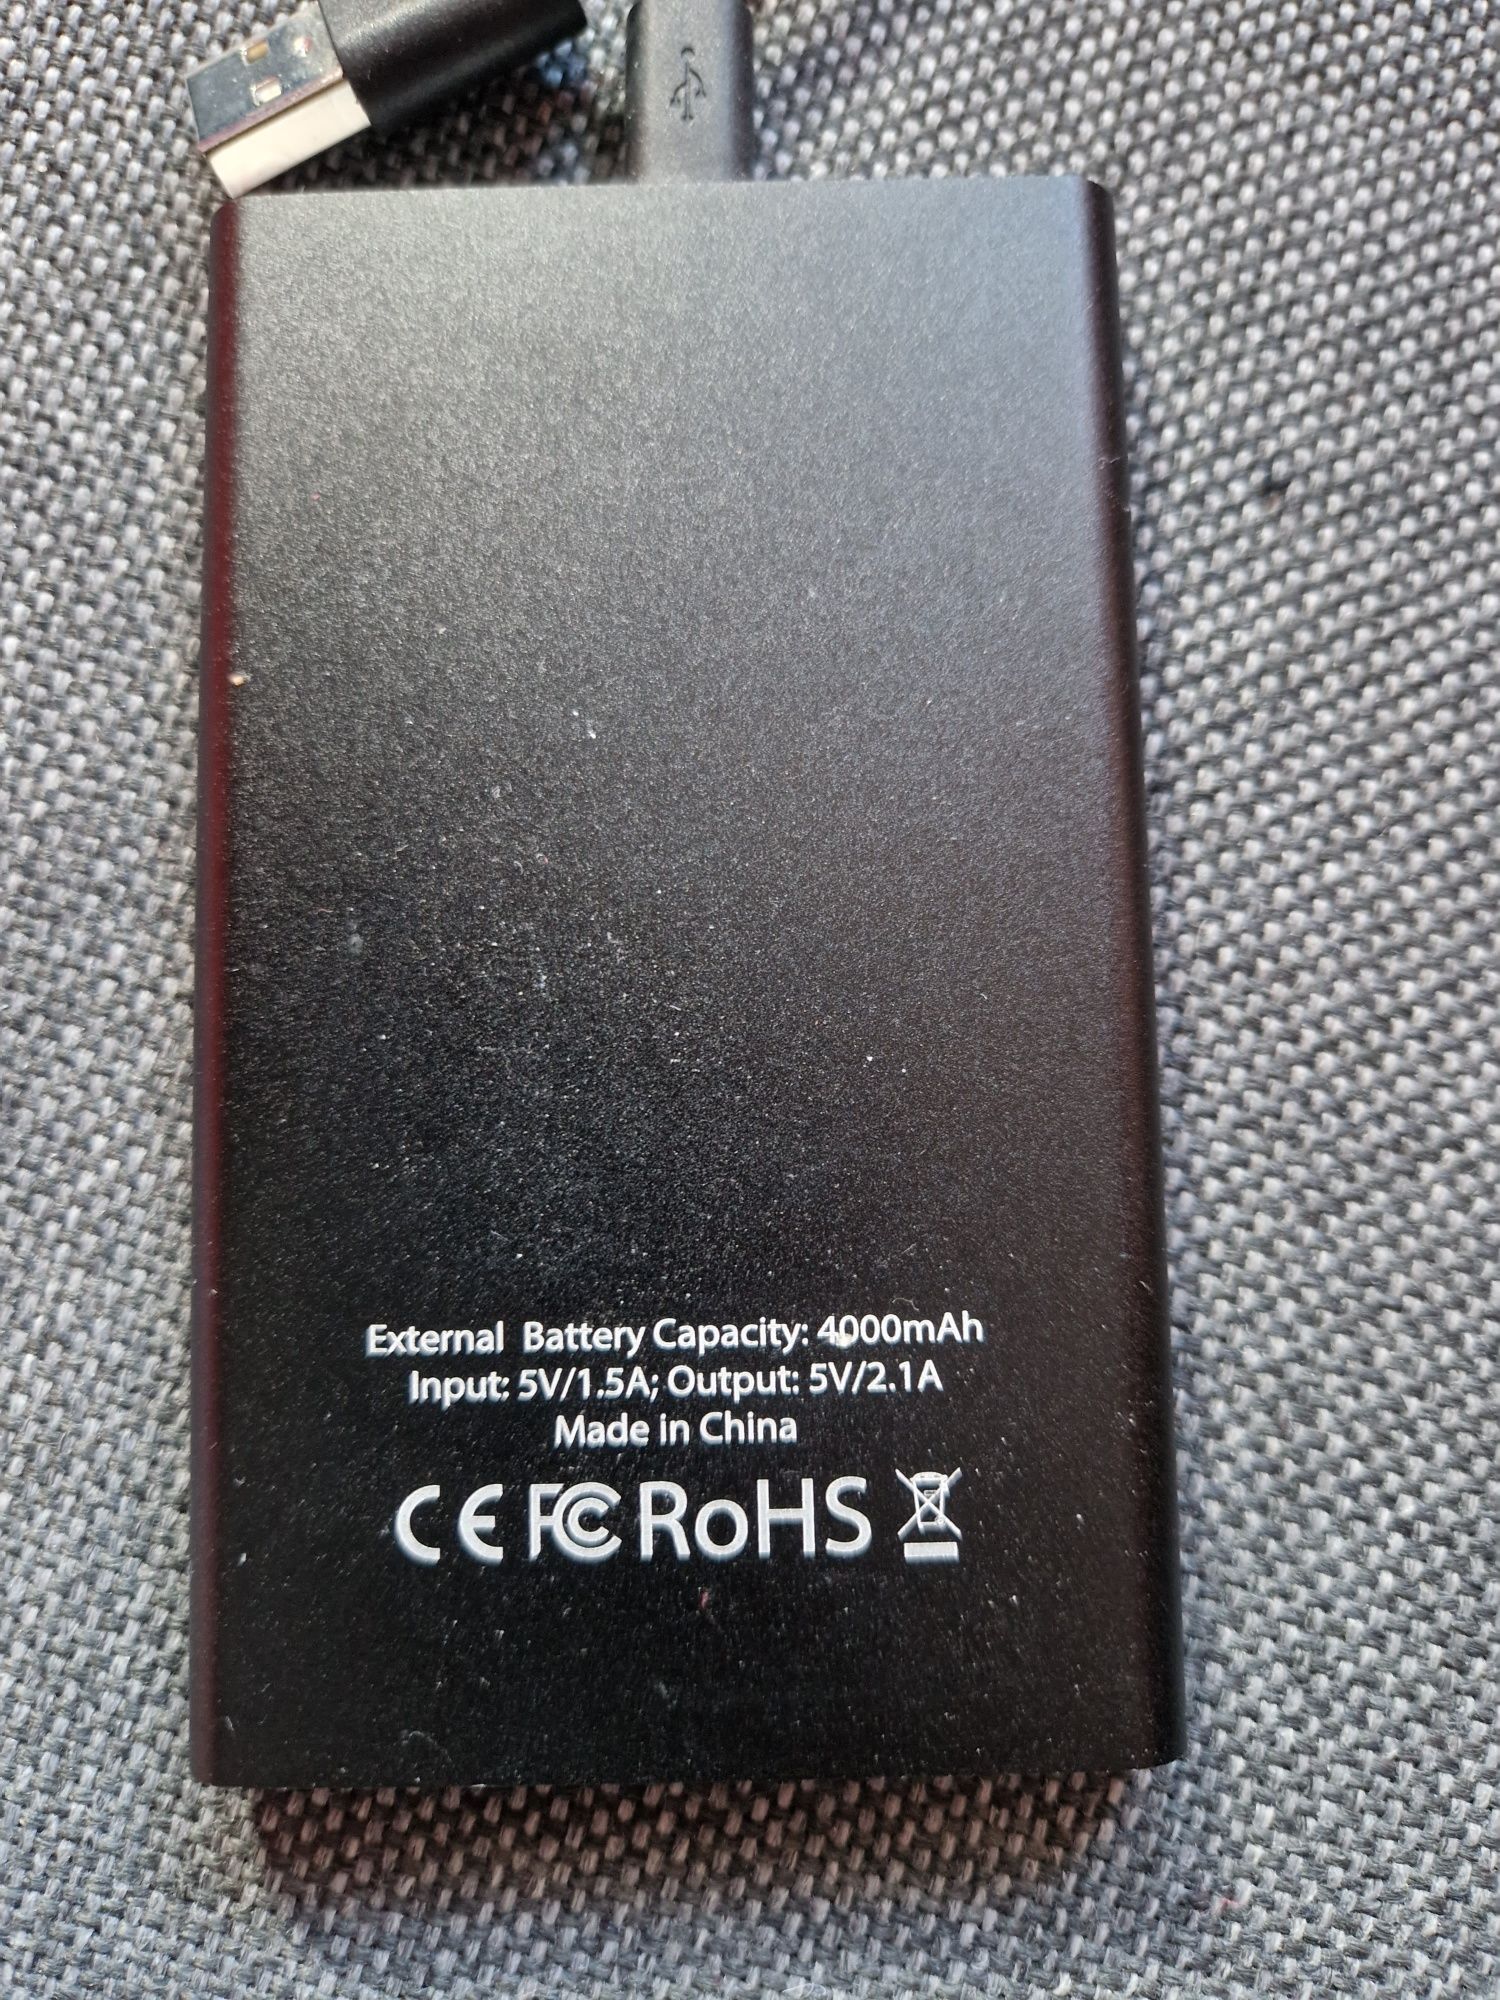 External Battery Capacity: 4000mAh
Input: 5V/1.5A; Output: 5V/2.1A
Made in China
CE FC RoHS